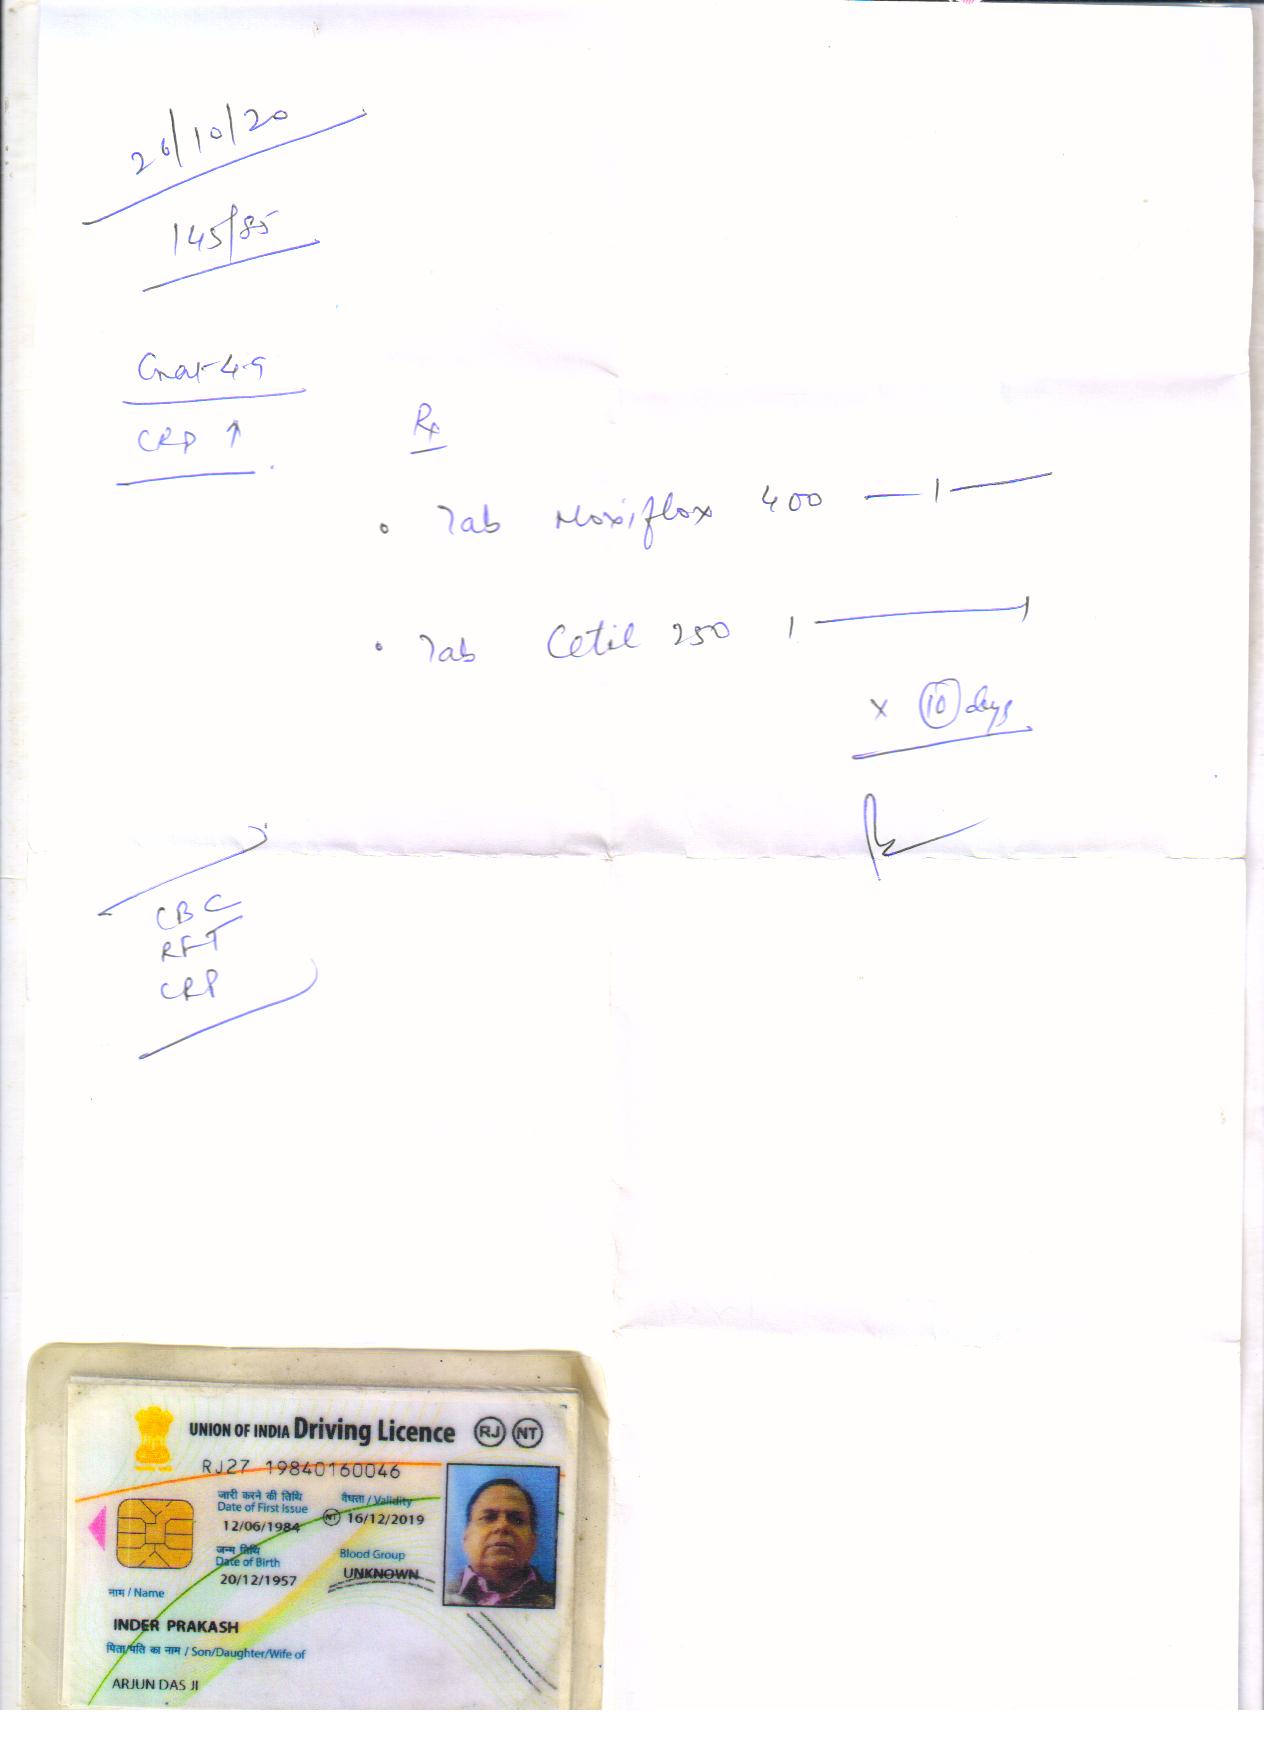 26/10/20
145/85
Creat-4.9
CRP ↑
Rx
• Tab Moxiflox 400 — 1 —
• Tab Cetil 250 1 — 1
x 10 days
CBC
RFT
CRP
UNION OF INDIA Driving Licence RJ NT
RJ27 19840160046
जारी करने की तिथि वैधता / Validity
Date of First Issue
12/06/1984 NT 16/12/2019
जन्म तिथि
Date of Birth Blood Group
20/12/1957 UNKNOWN
नाम / Name
INDER PRAKASH
पिता/पति का नाम / Son/Daughter/Wife of
ARJUN DAS JI